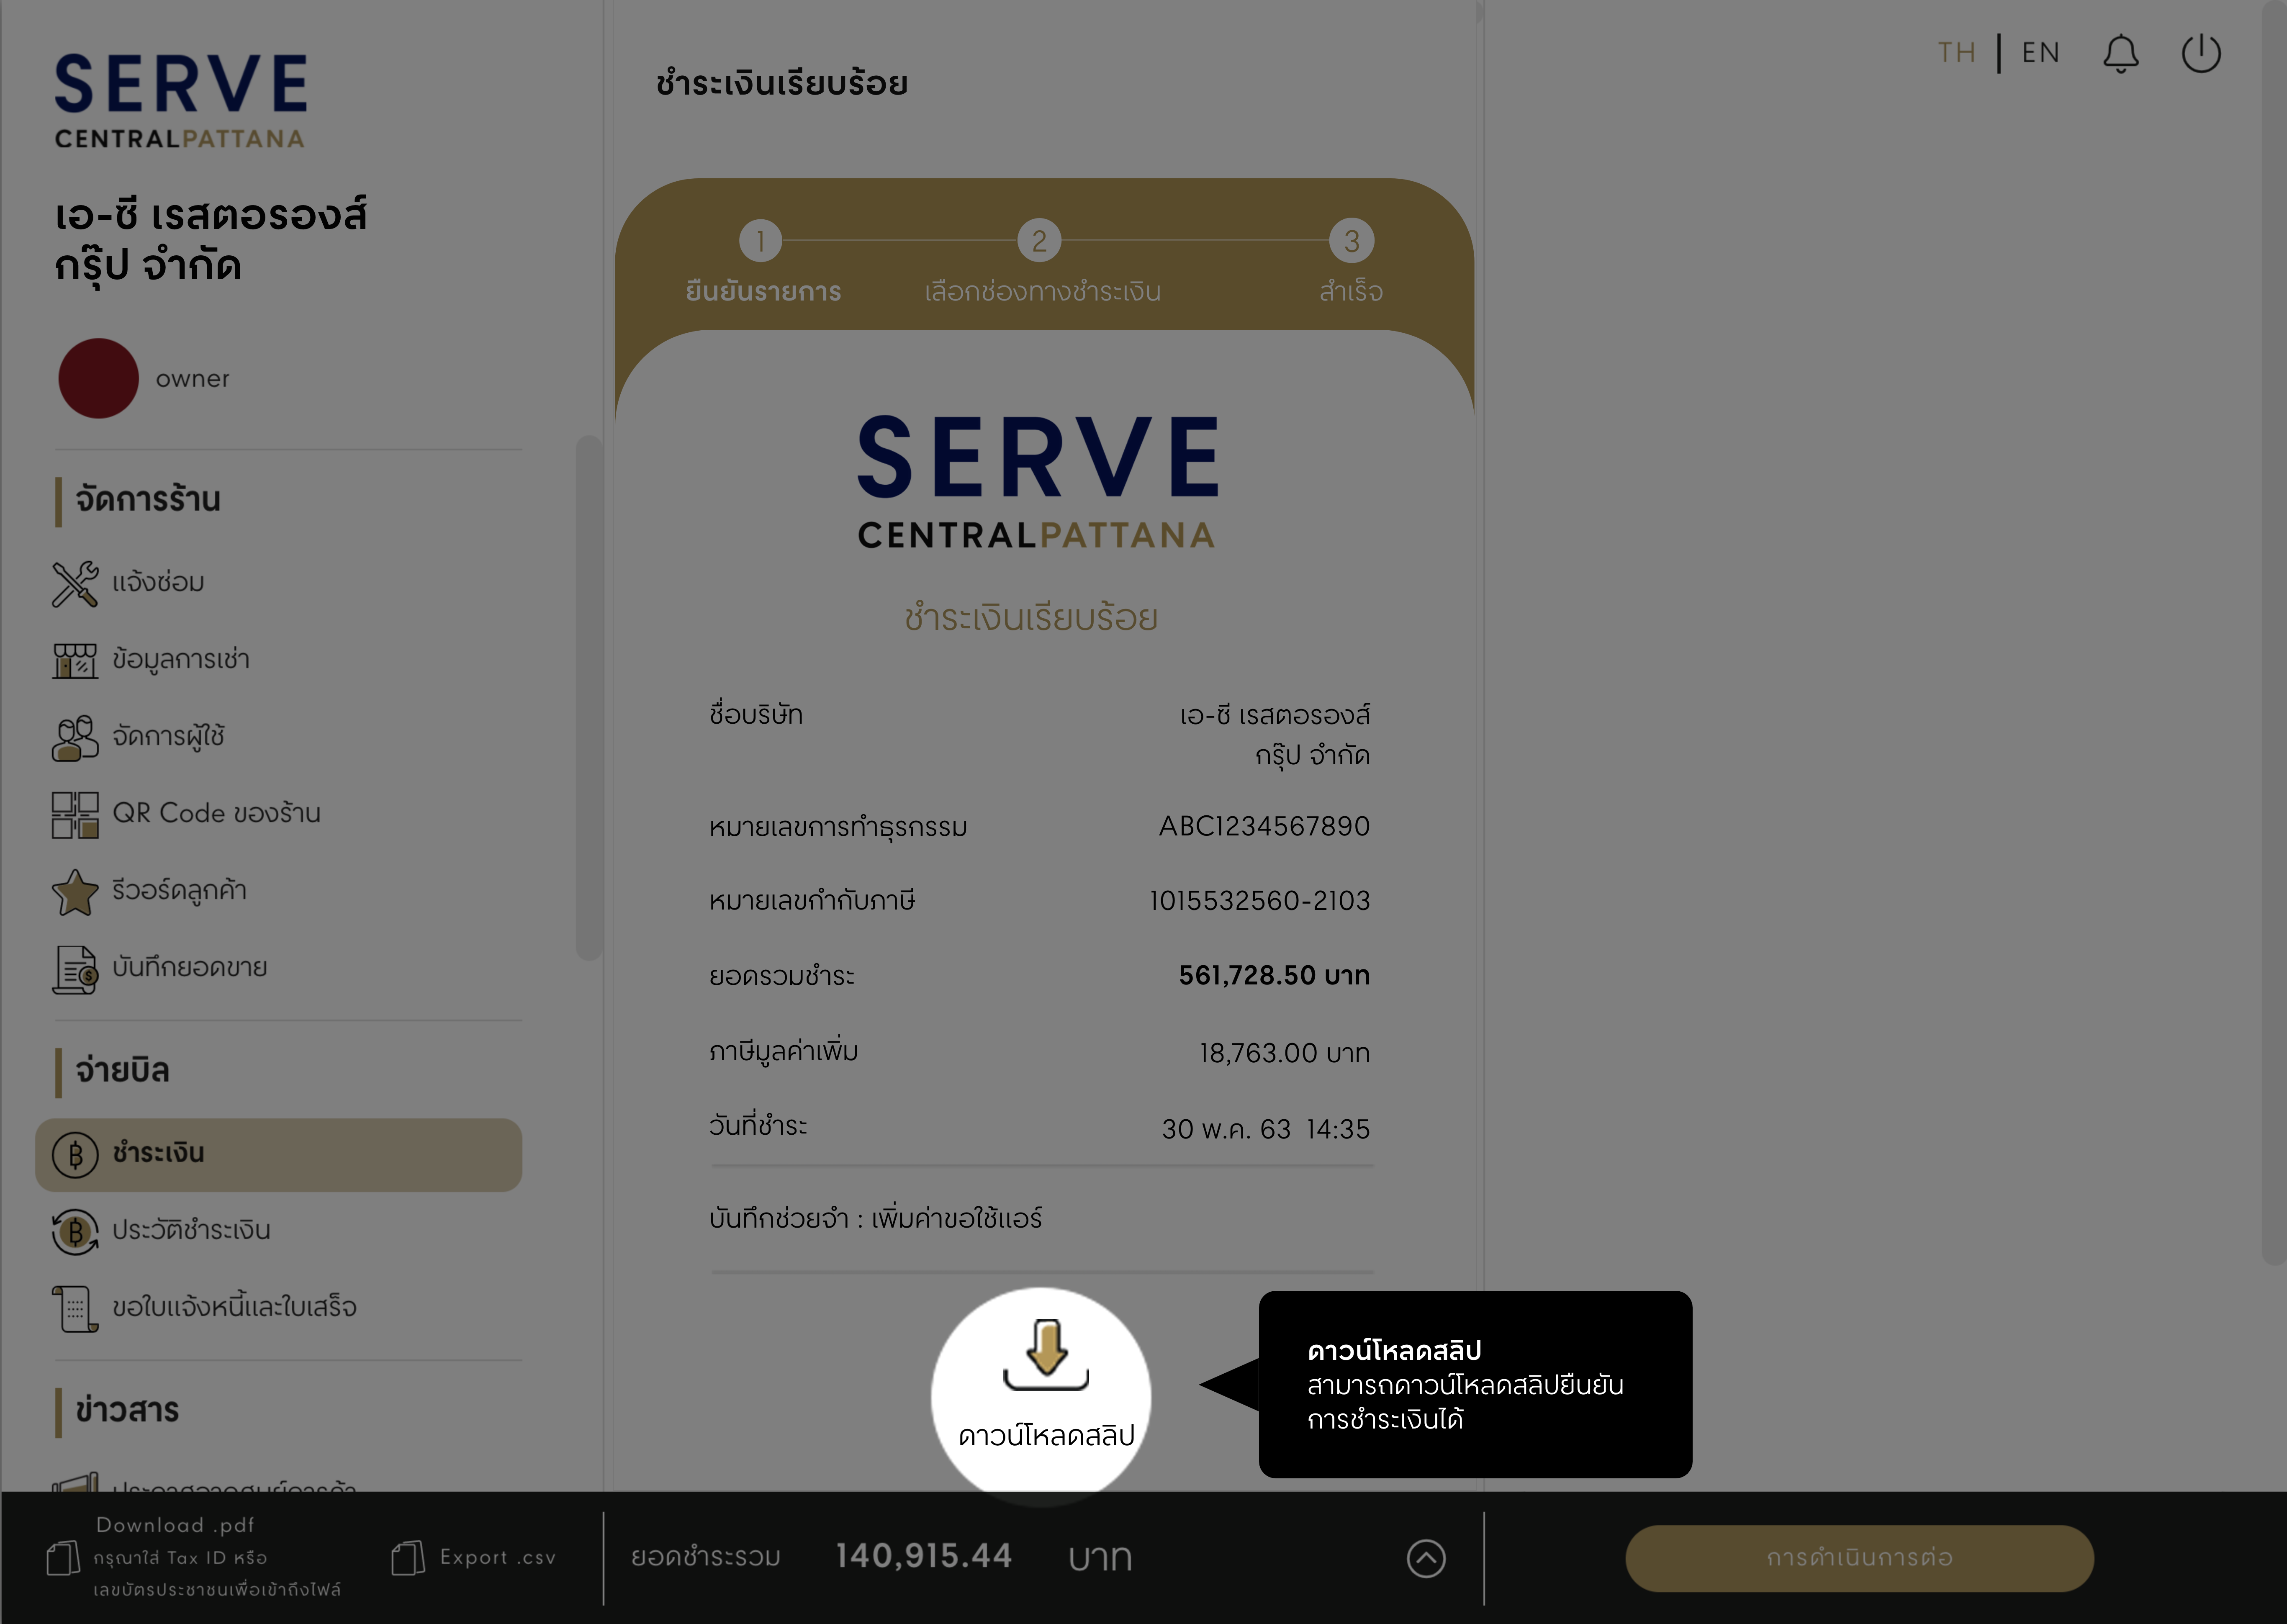 SERVE
CENTRALPATTANA
เอ-ซี เรสตอรองส์
กรุ๊ป จำกัด
owner
จัดการร้าน
แจ้งซ่อม
ข้อมูลการเช่า
จัดการผู้ใช้
QR Code ของร้าน
รีวอร์ดลูกค้า
บันทึกยอดขาย
จ่ายบิล
฿ ชำระเงิน
฿ ประวัติชำระเงิน
ขอใบแจ้งหนี้และใบเสร็จ
ข่าวสาร
ชำระเงินเรียบร้อย
TH | EN
1 2 3
ยืนยันรายการ เลือกช่องทางชำระเงิน สำเร็จ
SERVE
CENTRALPATTANA
ชำระเงินเรียบร้อย
ชื่อบริษัท เอ-ซี เรสตอรองส์
กรุ๊ป จำกัด
หมายเลขการทำธุรกรรม ABC1234567890
หมายเลขกำกับภาษี 1015532560-2103
ยอดรวมชำระ 561,728.50 บาท
ภาษีมูลค่าเพิ่ม 18,763.00 บาท
วันที่ชำระ 30 พ.ค. 63 14:35
บันทึกช่วยจำ : เพิ่มค่าขอใช้แอร์
ดาวน์โหลดสลิป
ดาวน์โหลดสลิป
สามารถดาวน์โหลดสลิปยืนยัน
การชำระเงินได้
Download .pdf
กรุณาใส่ Tax ID หรือ
เลขบัตรประชาชนเพื่อเข้าถึงไฟล์
Export .csv
ยอดชำระรวม 140,915.44 บาท
การดำเนินการต่อ